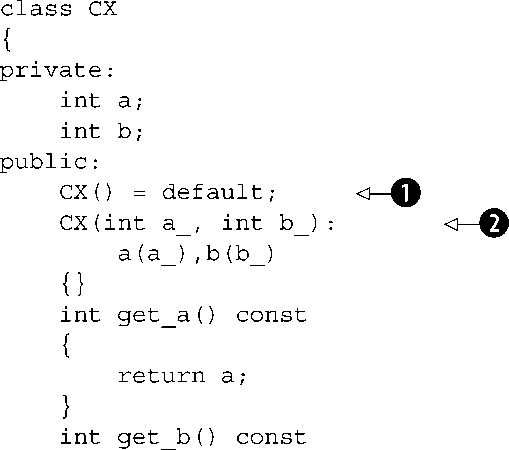 class CX
{
private:
    int a;
    int b;
public:
    CX() = default; 1
    CX(int a_, int b_): 2
        a(a_),b(b_)
    {}
    int get_a() const
    {
        return a;
    }
    int get_b() const